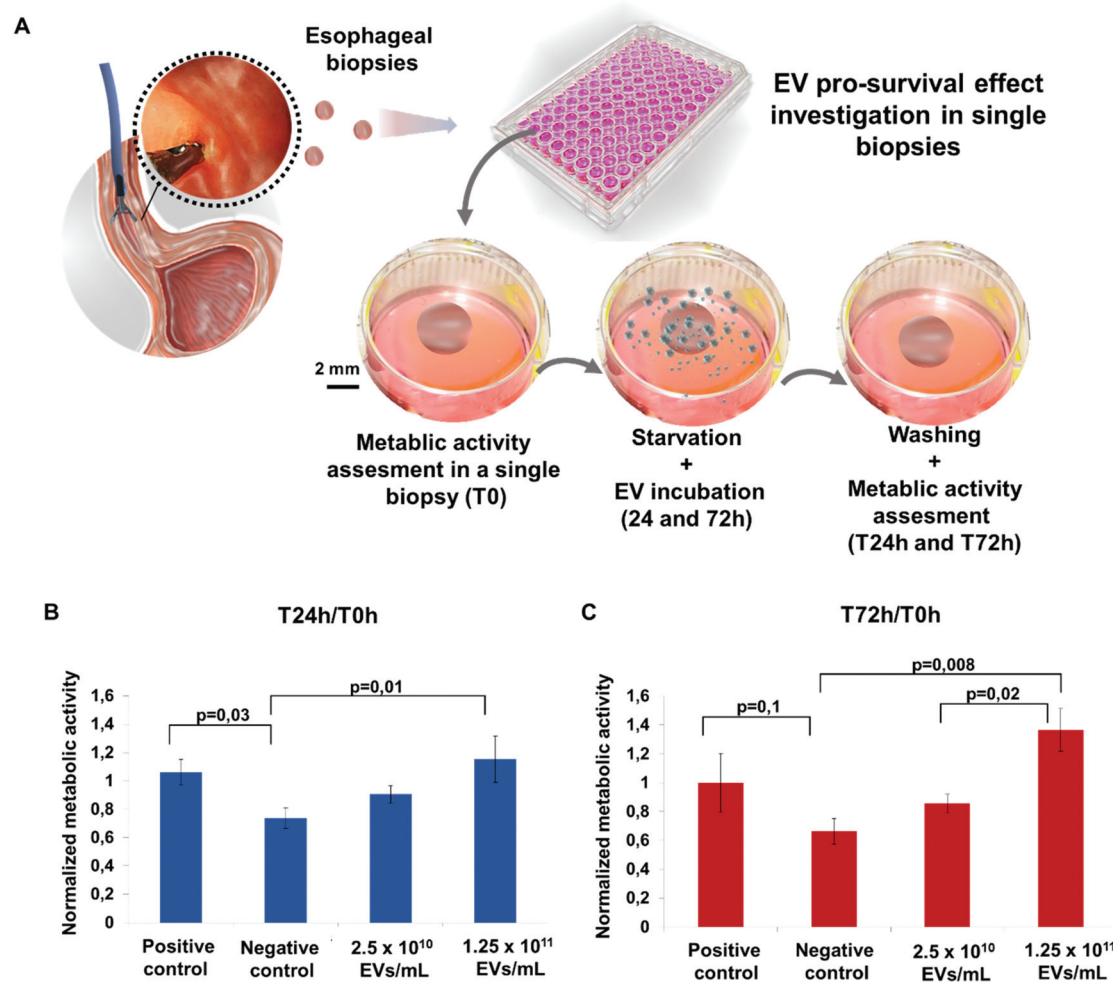 A
Esophageal
biopsies
EV pro-survival effect
investigation in single
biopsies
2 mm
Metablic activity
assesment in a single
biopsy (T0)
Starvation
+
EV incubation
(24 and 72h)
Washing
+
Metablic activity
assesment
(T24h and T72h)
B
T24h/T0h
Normalized metabolic activity
1,6
1,4
1,2
1
0,8
0,6
0,4
0,2
0
p=0,03
p=0,01
Positive
control
Negative
control
2.5 x 10¹⁰
EVs/mL
1.25 x 10¹¹
EVs/mL
C
T72h/T0h
Normalized metabolic activity
1,6
1,4
1,2
1
0,8
0,6
0,4
0,2
0
p=0,008
p=0,02
p=0,1
Positive
control
Negative
control
2.5 x 10¹⁰
EVs/mL
1.25 x 10¹¹
EVs/mL